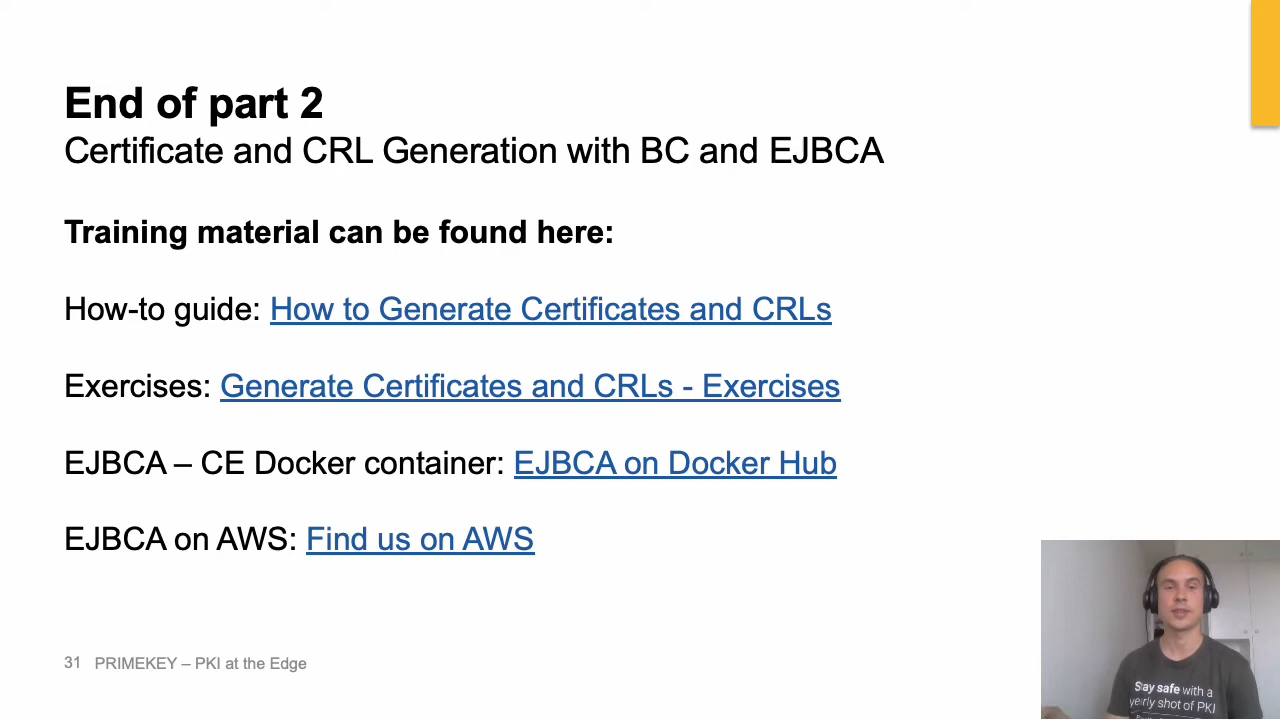 End of part 2
Certificate and CRL Generation with BC and EJBCA
Training material can be found here:
How-to guide: How to Generate Certificates and CRLs
Exercises: Generate Certificates and CRLs - Exercises
EJBCA – CE Docker container: EJBCA on Docker Hub
EJBCA on AWS: Find us on AWS
31 PRIMEKEY – PKI at the Edge
Stay safe with a
yearly shot of PKI